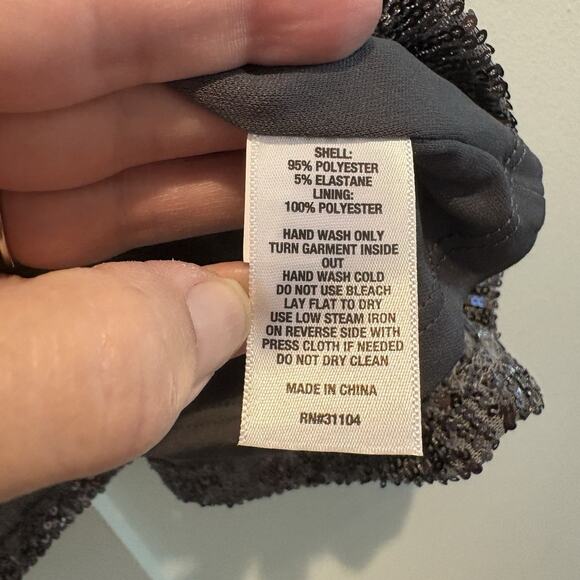 SHELL:
95% POLYESTER
5% ELASTANE
LINING:
100% POLYESTER
HAND WASH ONLY
TURN GARMENT INSIDE
OUT
HAND WASH COLD
DO NOT USE BLEACH
LAY FLAT TO DRY
USE LOW STEAM IRON
ON REVERSE SIDE WITH
PRESS CLOTH IF NEEDED
DO NOT DRY CLEAN
MADE IN CHINA
RN#31104